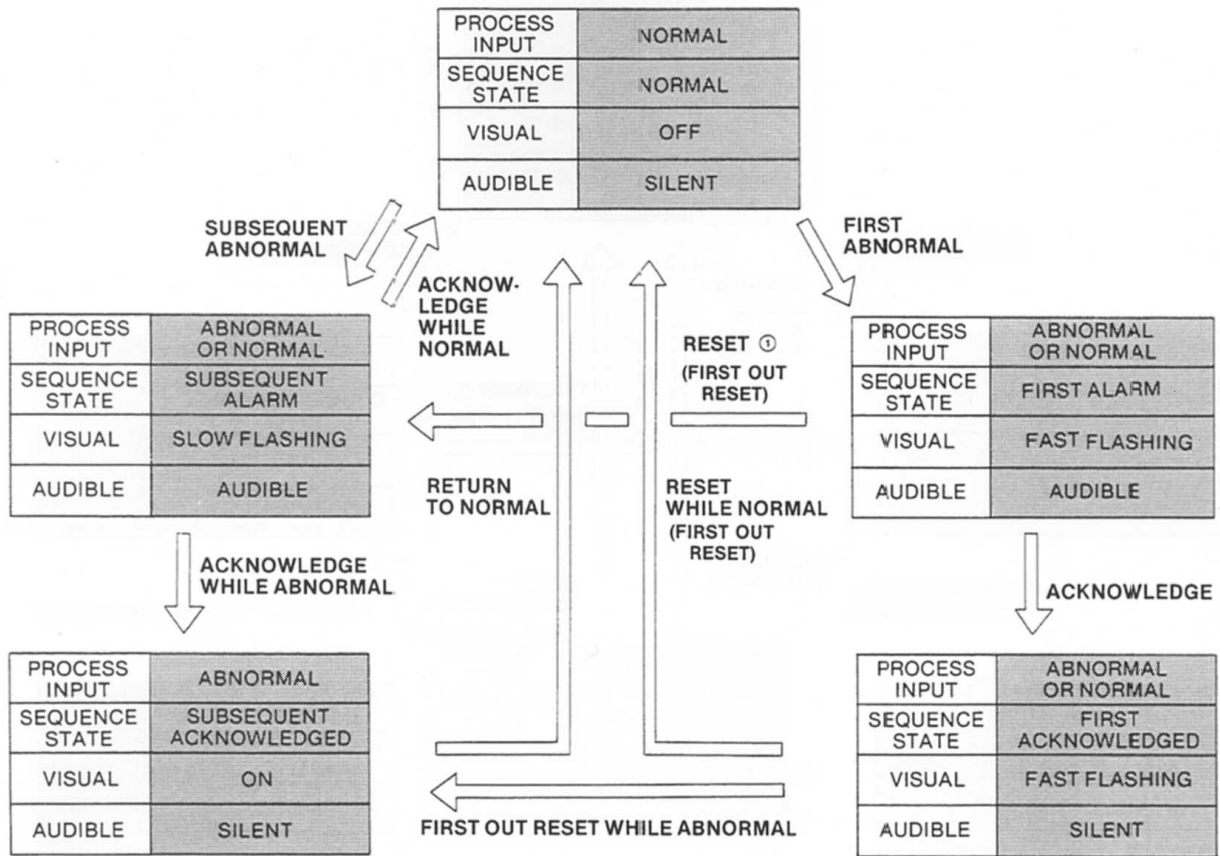 PROCESS
INPUT
NORMAL
SEQUENCE
STATE
NORMAL
VISUAL
OFF
AUDIBLE
SILENT
SUBSEQUENT
ABNORMAL
ACKNOW-
LEDGE
WHILE
NORMAL
FIRST
ABNORMAL
PROCESS
INPUT
ABNORMAL
OR NORMAL
SEQUENCE
STATE
SUBSEQUENT
ALARM
VISUAL
SLOW FLASHING
AUDIBLE
AUDIBLE
RESET ①
(FIRST OUT
RESET)
PROCESS
INPUT
ABNORMAL
OR NORMAL
SEQUENCE
STATE
FIRST ALARM
VISUAL
FAST FLASHING
AUDIBLE
AUDIBLE
RETURN
TO NORMAL
RESET
WHILE NORMAL
(FIRST OUT
RESET)
ACKNOWLEDGE
WHILE ABNORMAL
ACKNOWLEDGE
PROCESS
INPUT
ABNORMAL
SEQUENCE
STATE
SUBSEQUENT
ACKNOWLEDGED
VISUAL
ON
AUDIBLE
SILENT
FIRST OUT RESET WHILE ABNORMAL
PROCESS
INPUT
ABNORMAL
OR NORMAL
SEQUENCE
STATE
FIRST
ACKNOWLEDGED
VISUAL
FAST FLASHING
AUDIBLE
SILENT